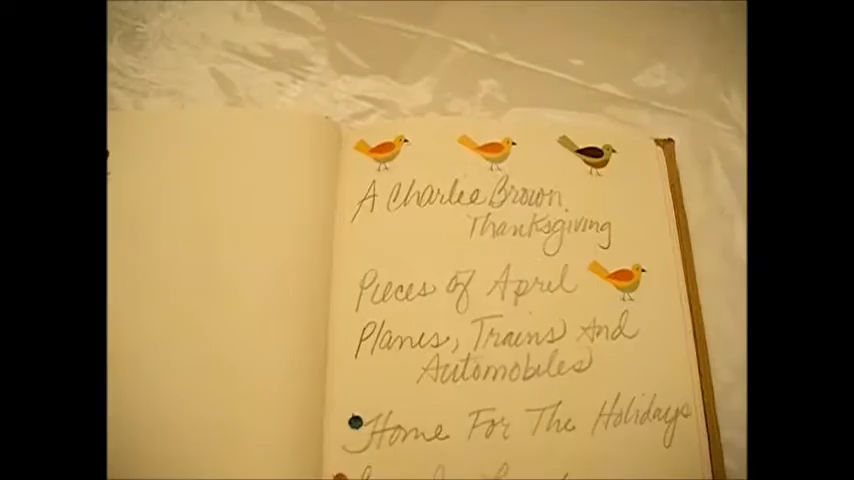 A Charlie Brown
Thanksgiving
Pieces of April
Planes, Trains And
Automobiles
Home For The Holidays